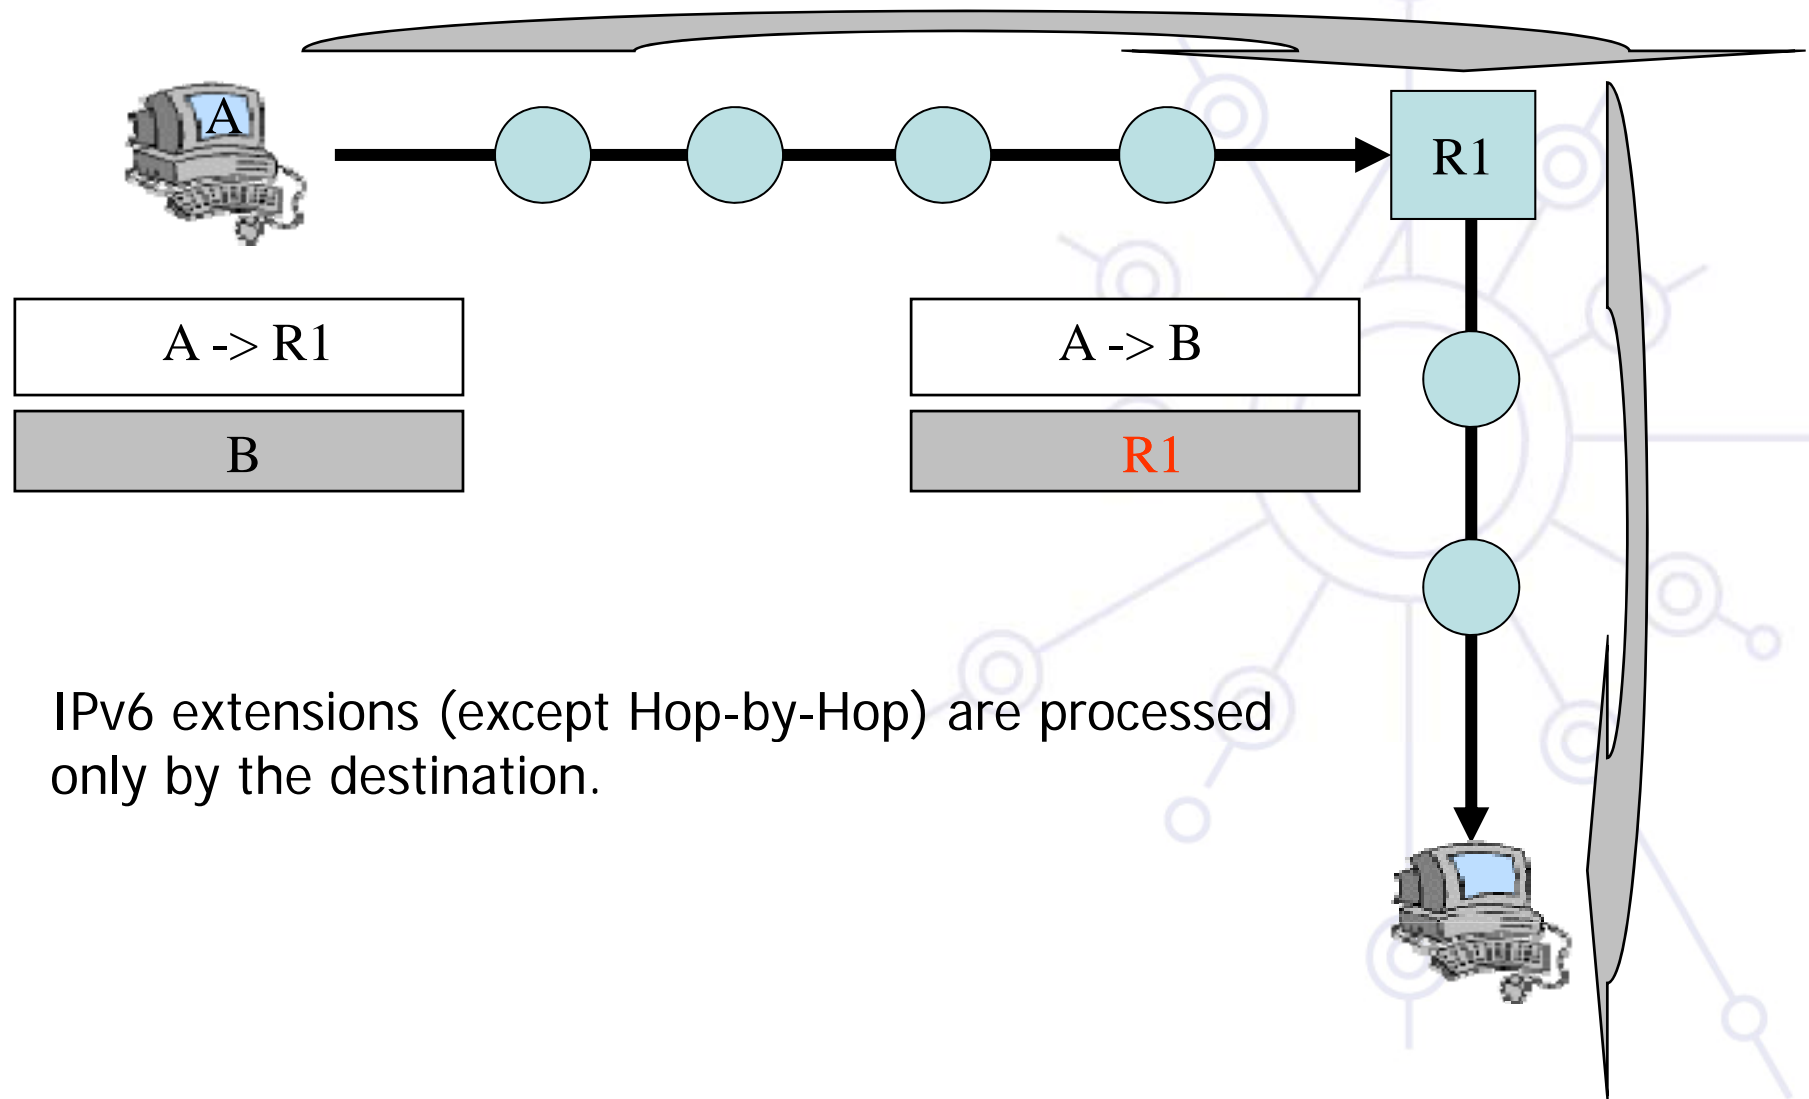 A
R1
A -> R1
A -> B
B
R1
IPv6 extensions (except Hop-by-Hop) are processed
only by the destination.